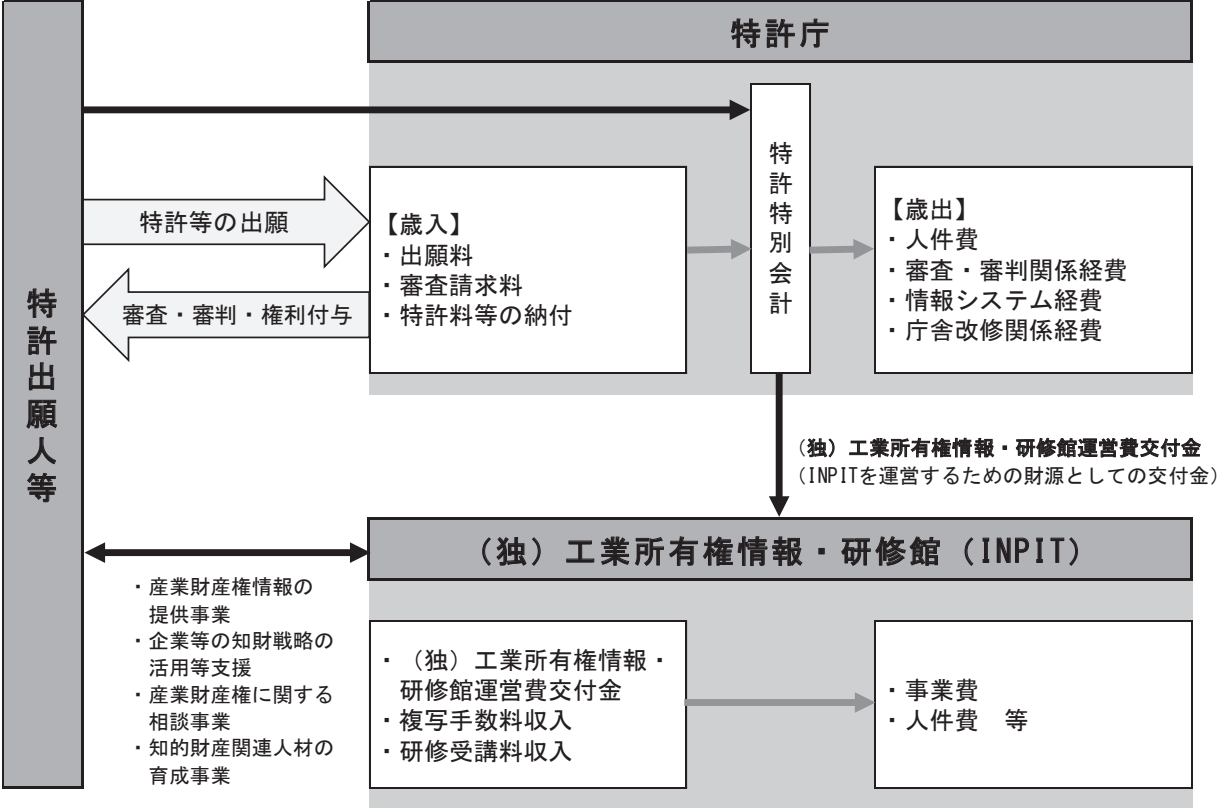 特許庁
特許出願人等
特許等の出願
審査・審判・権利付与
【歳入】
・出願料
・審査請求料
・特許料等の納付
特許特別会計
【歳出】
・人件費
・審査・審判関係経費
・情報システム経費
・庁舎改修関係経費
（独）工業所有権情報・研修館運営費交付金
（INPITを運営するための財源としての交付金）
（独）工業所有権情報・研修館（INPIT）
・産業財産権情報の
提供事業
・企業等の知財戦略の
活用等支援
・産業財産権に関する
相談事業
・知的財産関連人材の
育成事業
・（独）工業所有権情報・
研修館運営費交付金
・複写手数料収入
・研修受講料収入
・事業費
・人件費　等